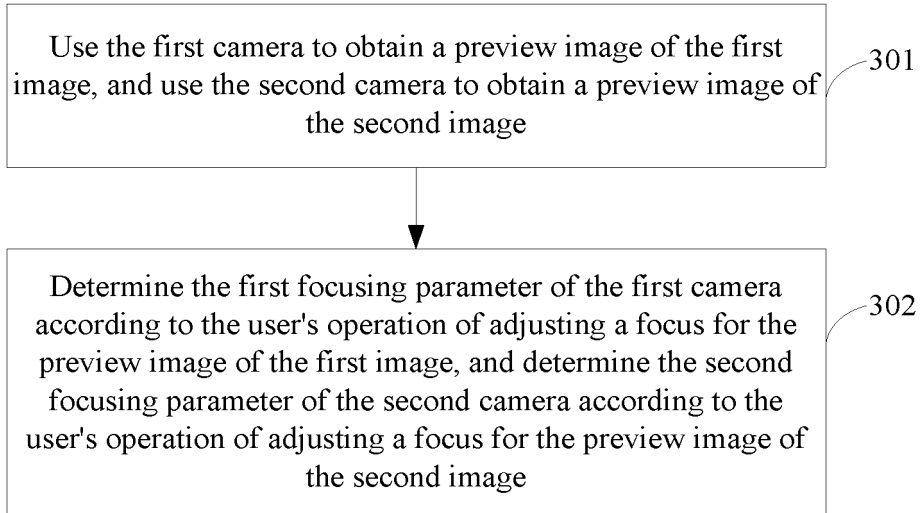 Use the first camera to obtain a preview image of the first
image, and use the second camera to obtain a preview image of
the second image
301
Determine the first focusing parameter of the first camera
according to the user's operation of adjusting a focus for the
preview image of the first image, and determine the second
focusing parameter of the second camera according to the
user's operation of adjusting a focus for the preview image of
the second image
302